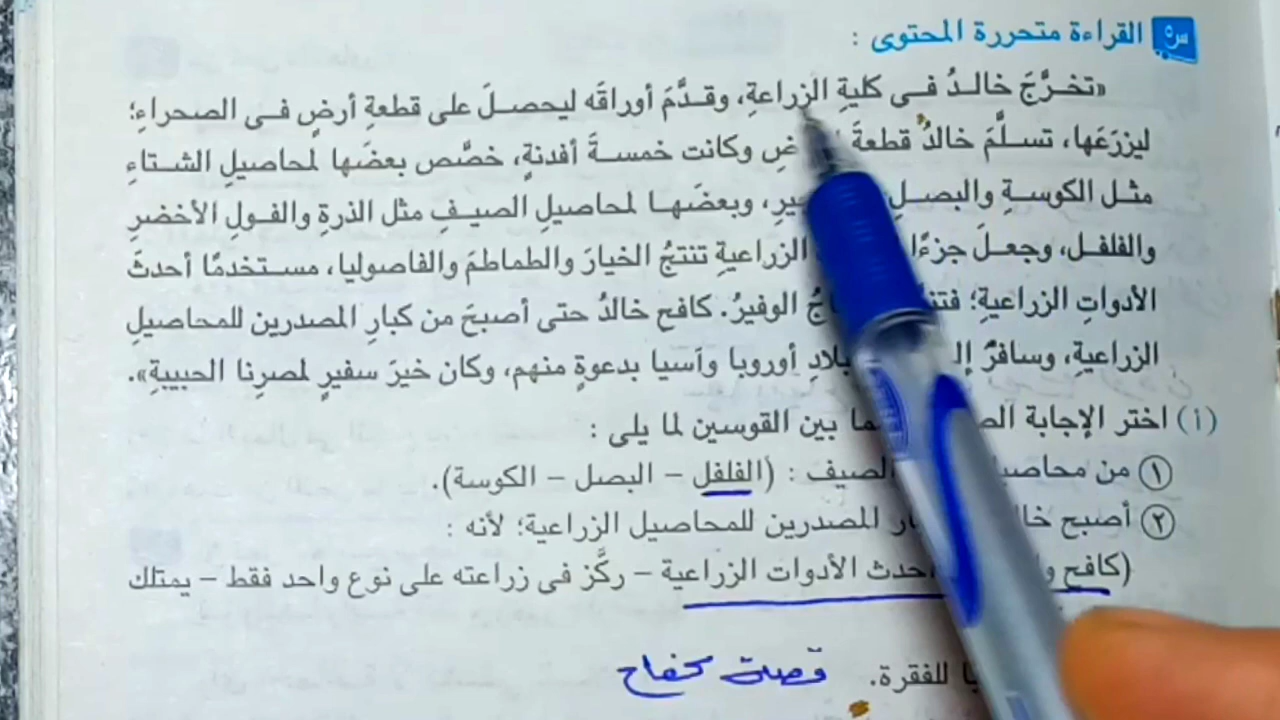 س٥ القراءة متحررة المحتوى :
«تخرَّجَ خالدُ فى كليةِ الزراعةِ، وقدَّمَ أوراقَه ليحصلَ على قطعةِ أرضٍ فى الصحراءِ؛
ليزرَعَها، تسلَّمَ خالدُ قطعةَ وكانت خمسةَ أفدنةٍ، خصَّص بعضَها لمحاصيلِ الشتاءِ
مثل الكوسةِ والبصلِ وبعضَها لمحاصيلِ الصيفِ مثل الذرةِ والفولِ الأخضرِ
والفلفل، وجعلَ جزءًا الزراعيةِ تنتجُ الخيارَ والطماطمَ والفاصوليا، مستخدمًا أحدثَ
الأدواتِ الزراعيةِ؛ الوفيرُ. كافح خالدُ حتى أصبحَ من كبارِ المصدرين للمحاصيلِ
الزراعيةِ، وسافرَ بلادِ أوروبا وآسيا بدعوةٍ منهم، وكان خيرَ سفيرٍ لمصرِنا الحبيبةِ».
(أ) اختر الإجابة مما بين القوسين لما يلى :
١ من الصيف : (الفلفل – البصل – الكوسة).
٢ أصبح المصدرين للمحاصيل الزراعية؛ لأنه :
(كافح أحدث الأدوات الزراعية – ركَّز فى زراعته على نوع واحد فقط – يمتلك
للفقرة. قصة كفاح